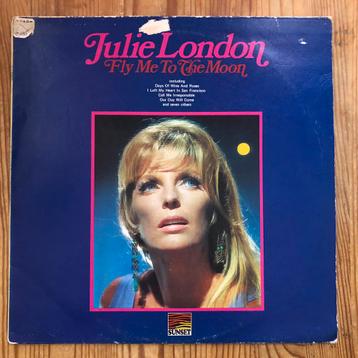 Julie London
Fly Me To The Moon
including
Days Of Wine And Roses
I Left My Heart In San Francisco
Call Me Irresponsible
Our Day Will Come
and seven others
SUNSET